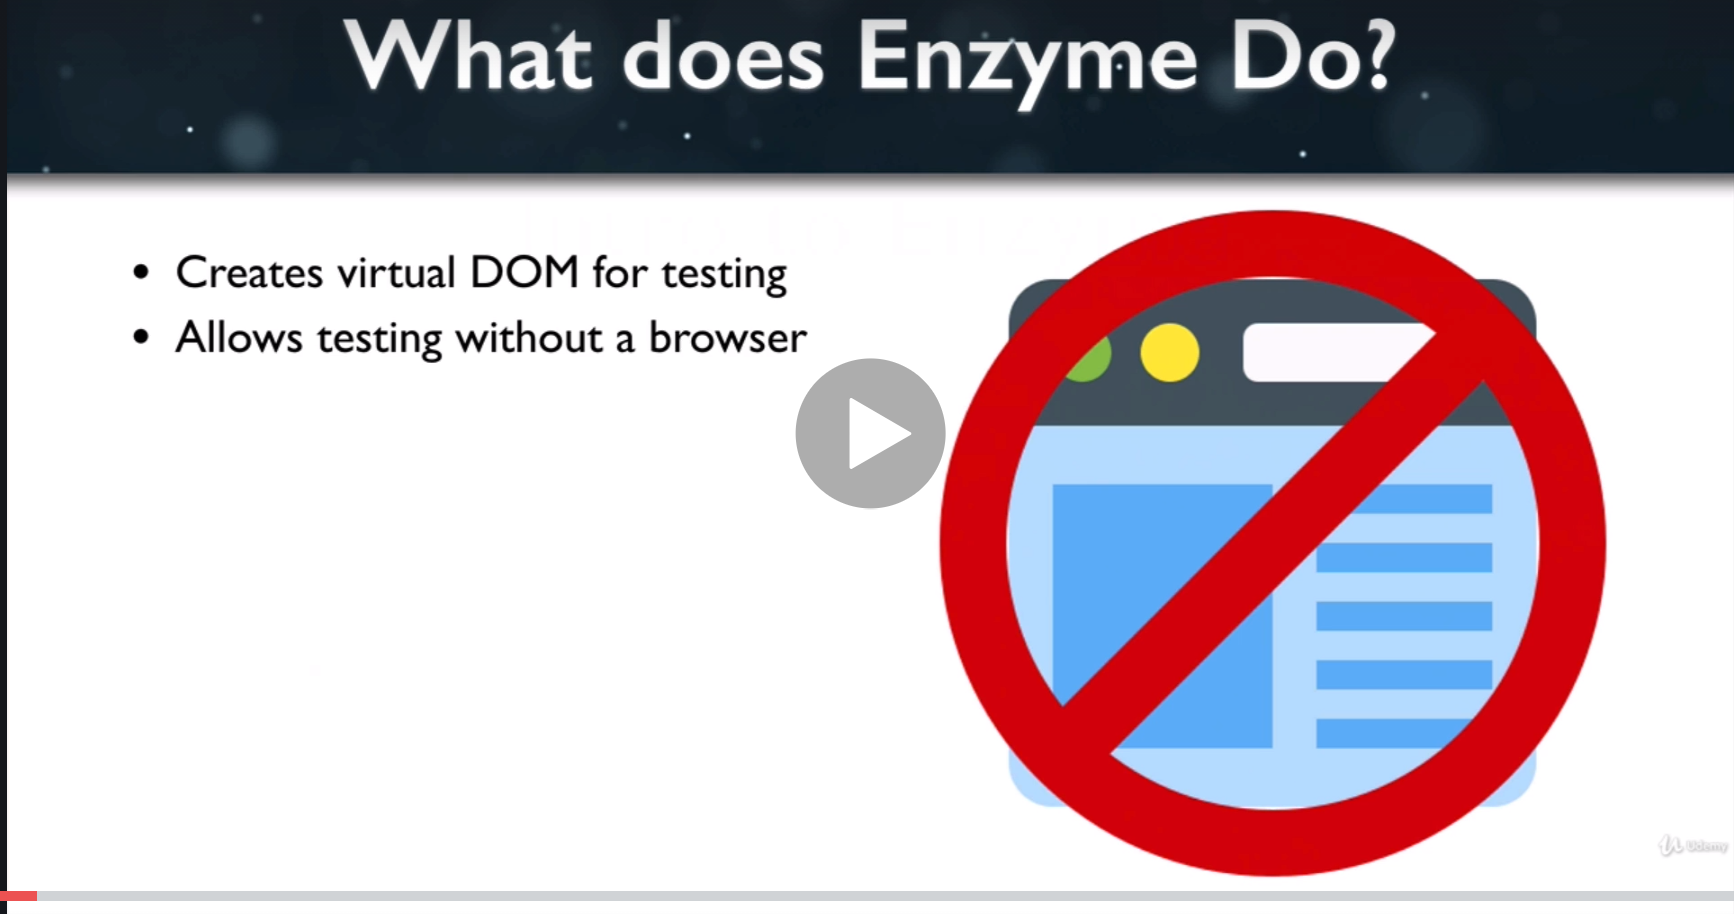 What does Enzyme Do?
• Creates virtual DOM for testing
• Allows testing without a browser
Udemy